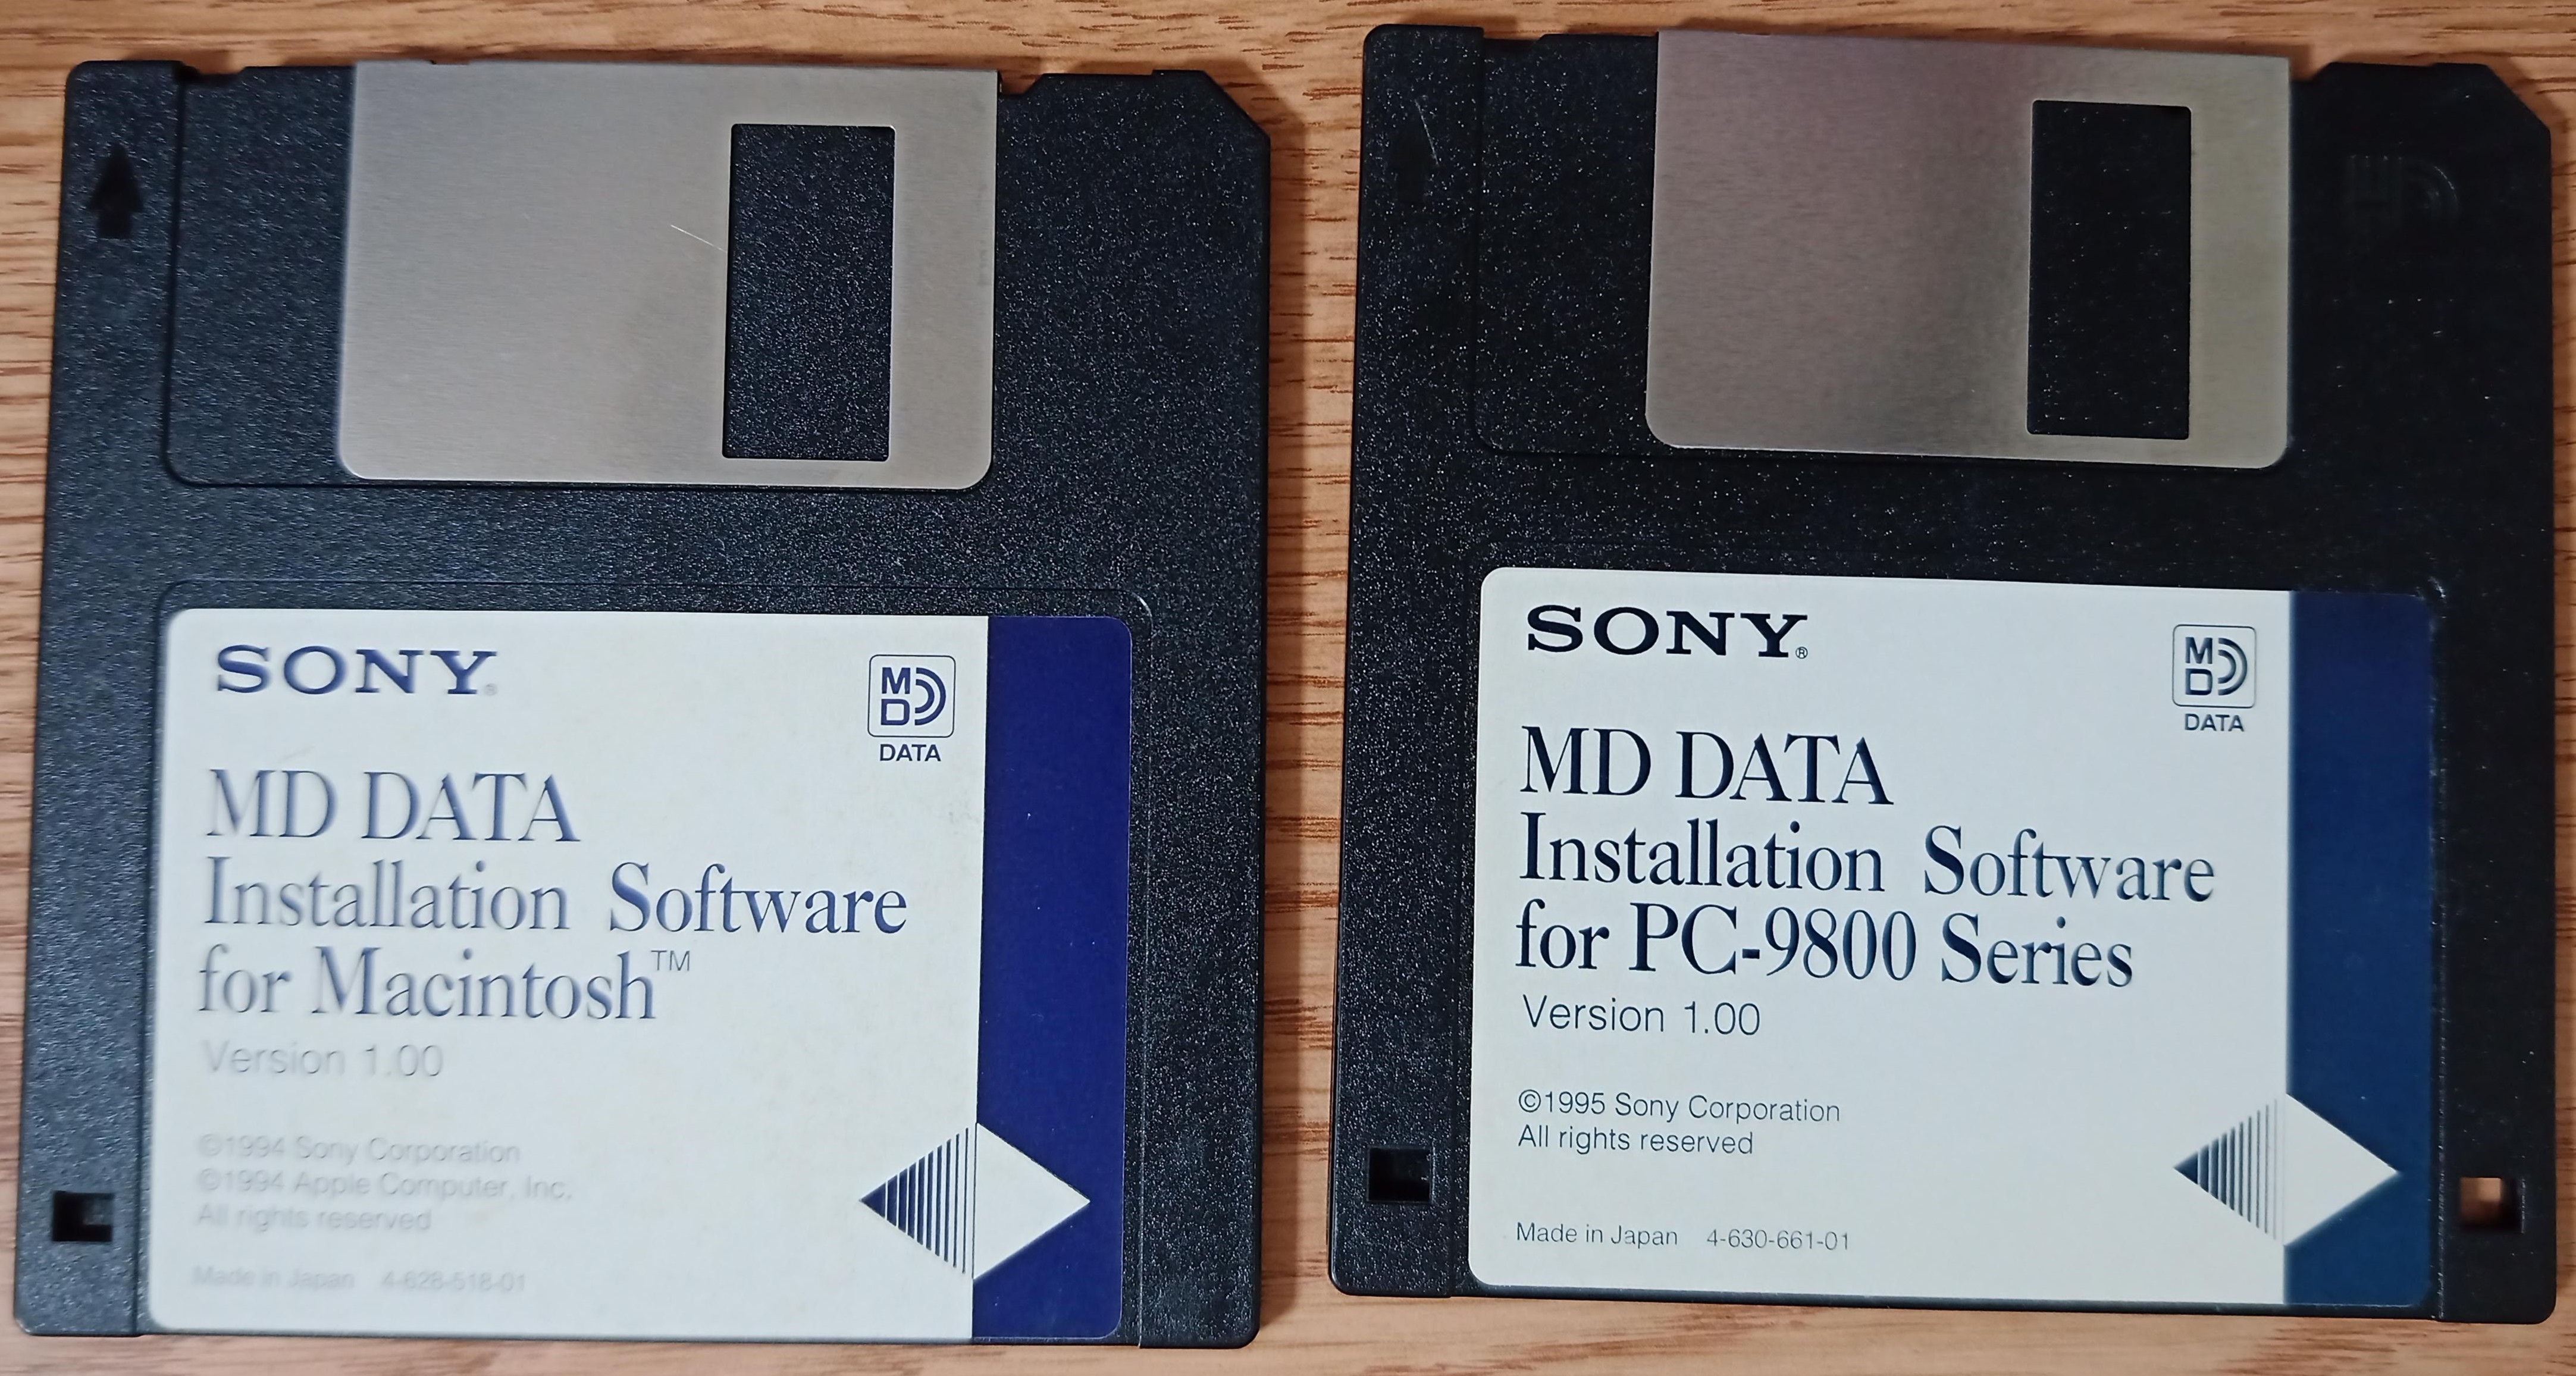 SONY®
MD
DATA
MD DATA
Installation Software
for Macintosh™
Version 1.00
©1994 Sony Corporation
©1994 Apple Computer, Inc.
All rights reserved
Made in Japan 4-628-518-01
SONY®
MD
DATA
MD DATA
Installation Software
for PC-9800 Series
Version 1.00
©1995 Sony Corporation
All rights reserved
Made in Japan 4-630-661-01